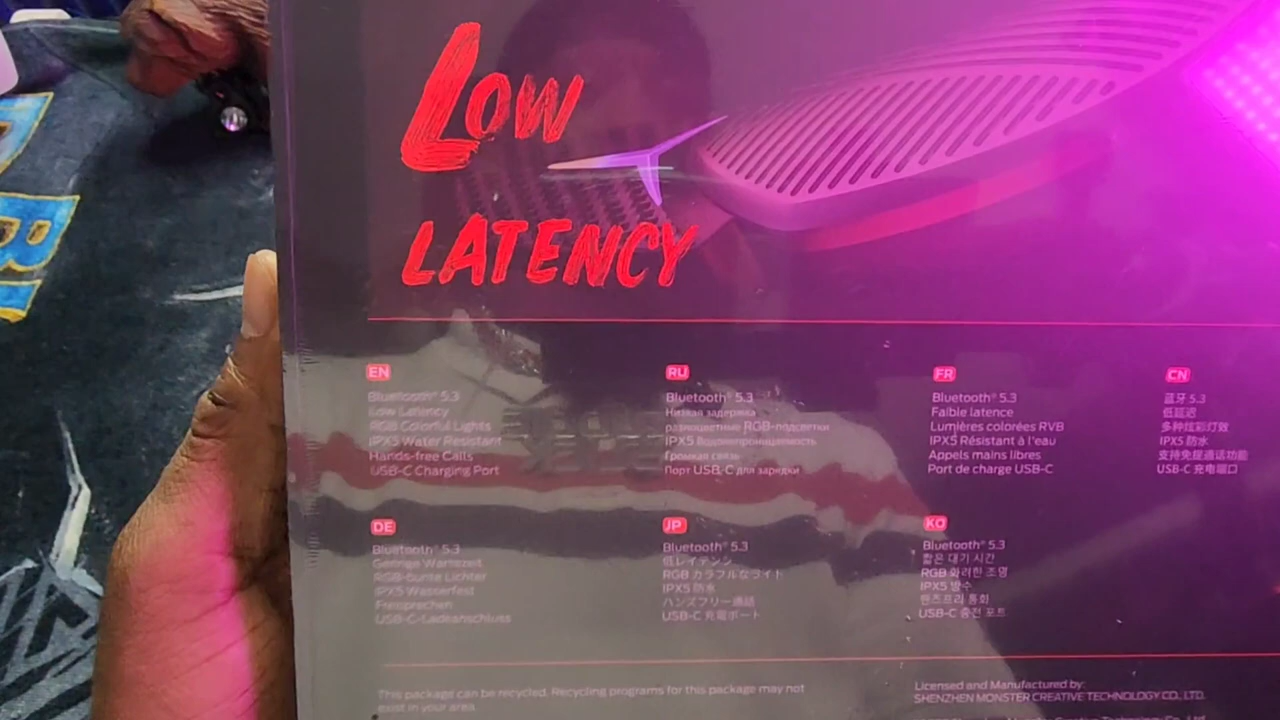 LOW
LATENCY
EN
Bluetooth® 5.3
Low Latency
RGB Colorful Lights
IPX5 Water Resistant
Hands-free Calls
USB-C Charging Port
RU
Bluetooth® 5.3
Низкая задержка
разноцветные RGB-подсветки
IPX5 Водонепроницаемость
Громкая связь
Порт USB-C для зарядки
FR
Bluetooth® 5.3
Faible latence
Lumières colorées RVB
IPX5 Résistant à l'eau
Appels mains libres
Port de charge USB-C
CN
蓝牙 5.3
低延迟
多种炫彩灯效
IPX5 防水
支持免提通话功能
USB-C 充电端口
DE
Bluetooth® 5.3
Geringe Wartezeit
RGB-Bunte Lichter
IPX5 Wasserfest
Freisprechen
USB-C-Ladeanschluss
JP
Bluetooth® 5.3
低レイテンシ
RGB カラフルなライト
IPX5 防水
ハンズフリー通話
USB-C 充電ポート
KO
Bluetooth® 5.3
짧은 대기 시간
RGB 화려한 조명
IPX5 방수
핸즈프리 통화
USB-C 충전 포트
This package can be recycled. Recycling programs for this package may not
exist in your area
Licensed and Manufactured by:
SHENZHEN MONSTER CREATIVE TECHNOLOGY CO., LTD.